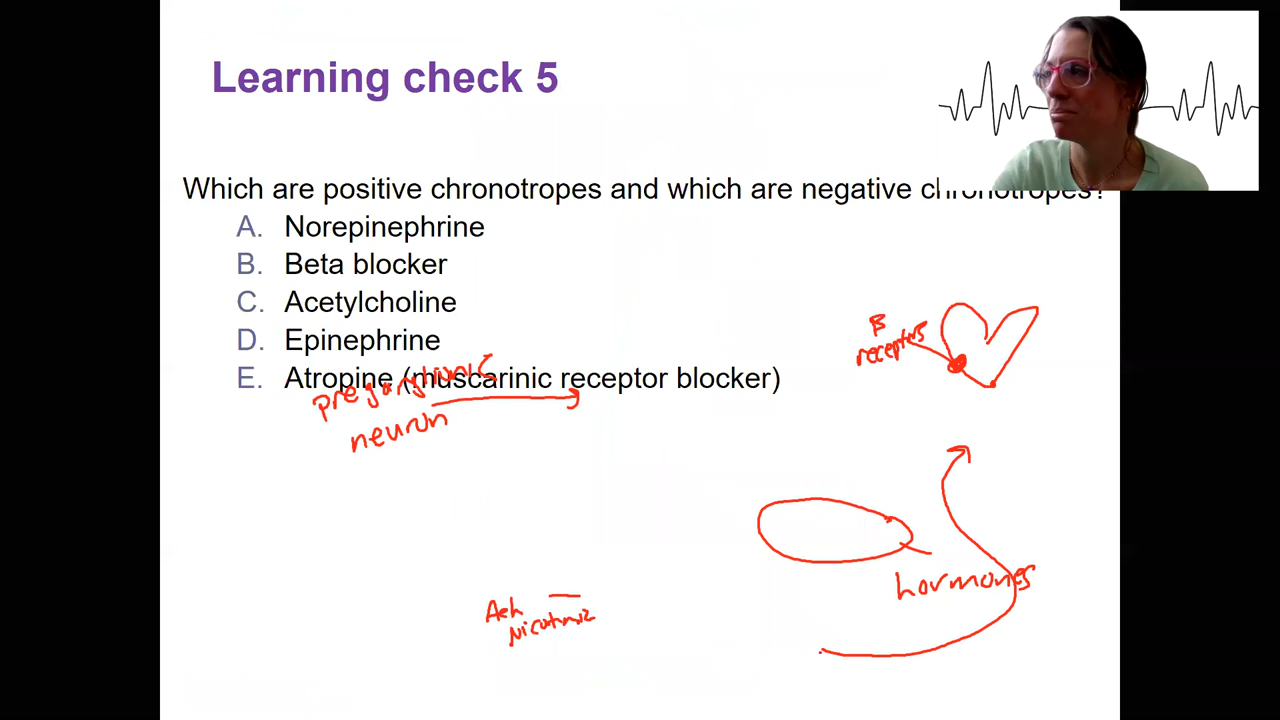 Learning check 5
Which are positive chronotropes and which are negative chronotropes?
A. Norepinephrine
B. Beta blocker
C. Acetylcholine
D. Epinephrine
E. Atropine (muscarinic receptor blocker)
preganglionic
neuron
β
receptors
hormones
Ach
Nicotinic